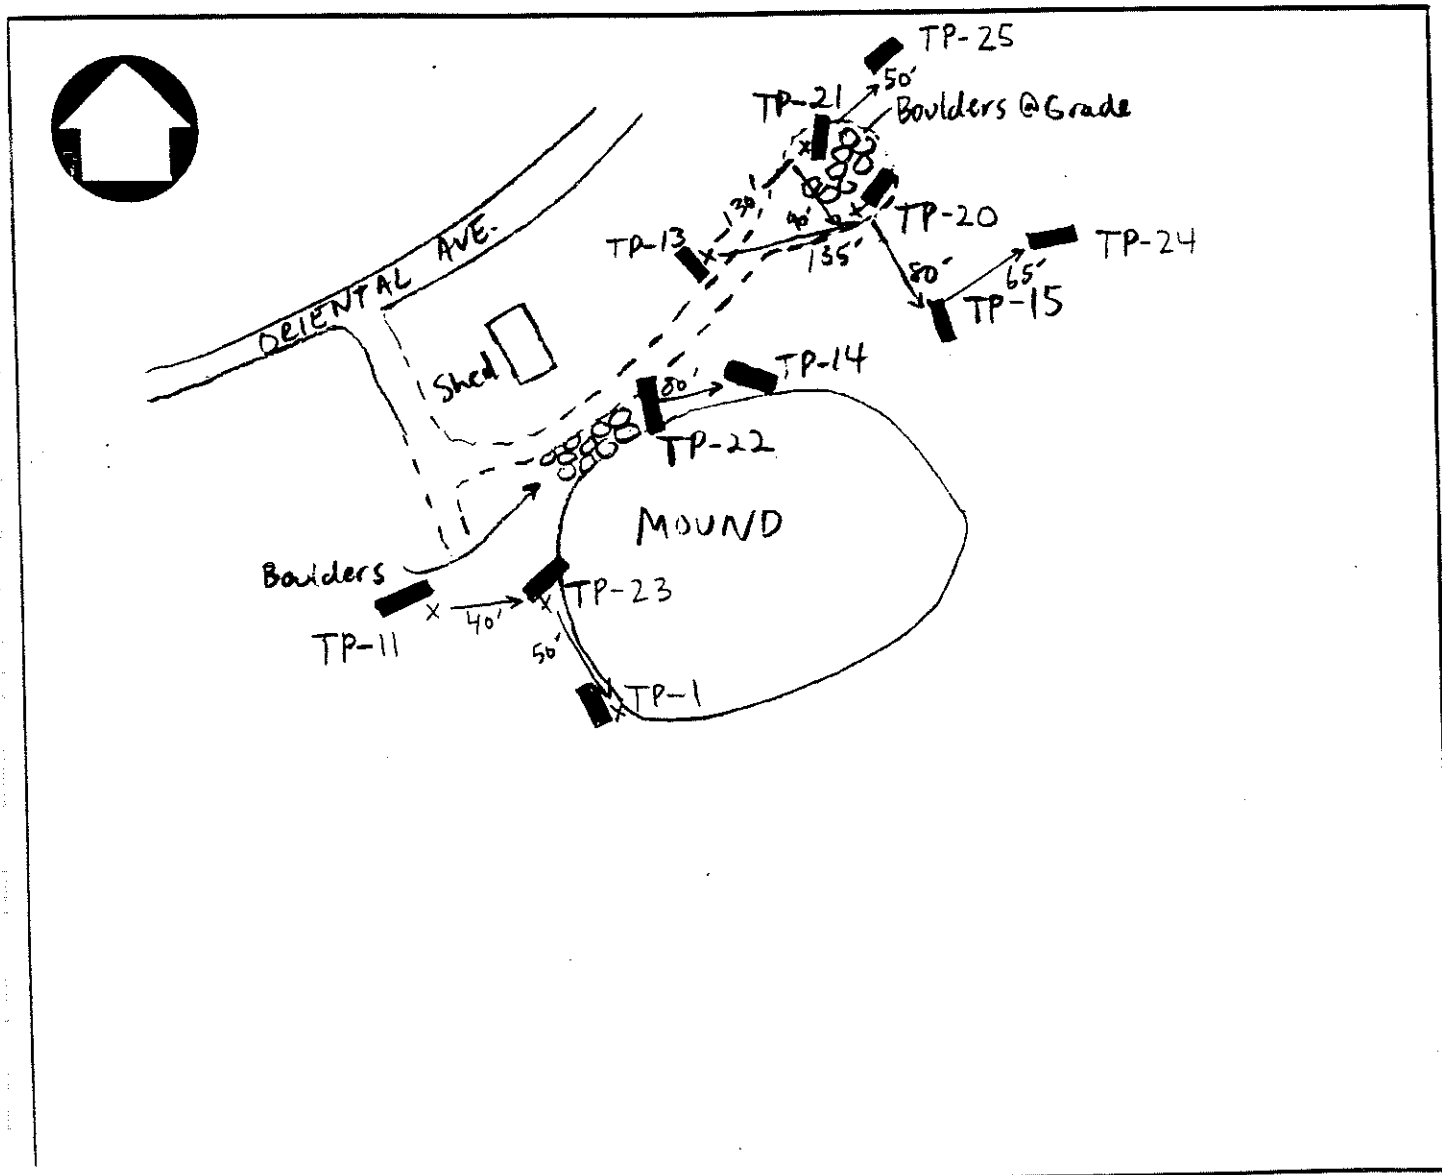 TP-25
50'
TP-21
Boulders @ Grade
130'
90'
TP-20
TP-13
135'
TP-24
80'
65'
TP-15
ORIENTAL AVE.
Shed
80'
TP-14
TP-22
MOUND
Boulders
TP-23
40'
TP-11
50'
TP-1